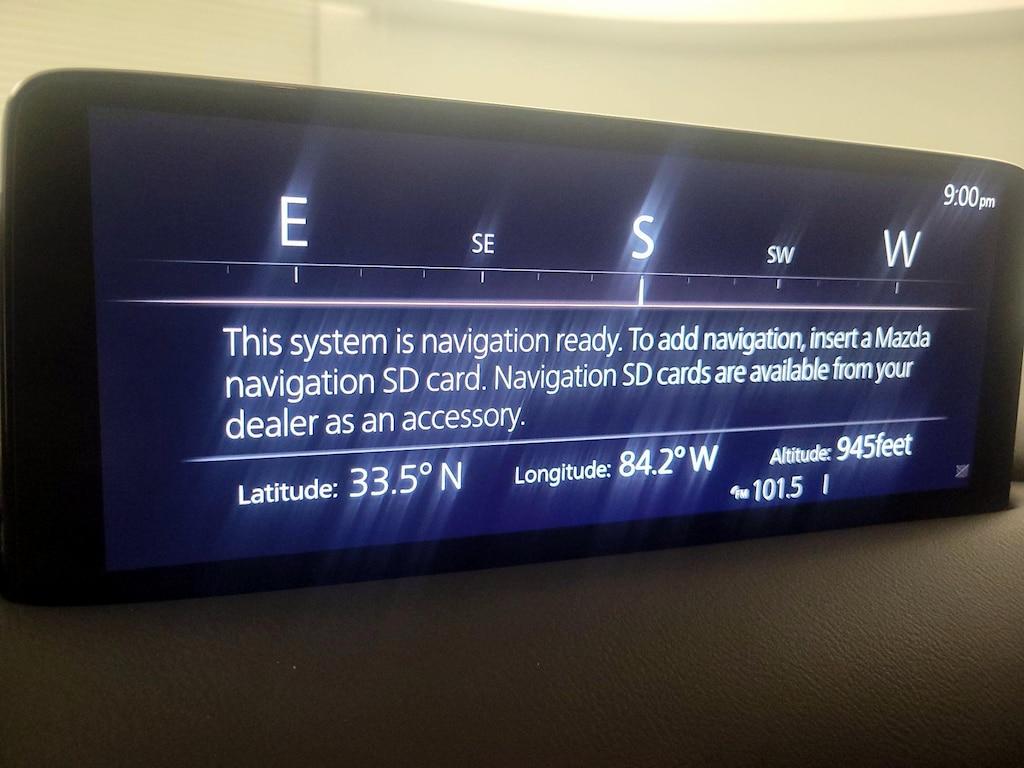 9:00pm
E SE S SW W
This system is navigation ready. To add navigation, insert a Mazda
navigation SD card. Navigation SD cards are available from your
dealer as an accessory.
Latitude: 33.5° N Longitude: 84.2° W Altitude: 945feet
FM 101.5